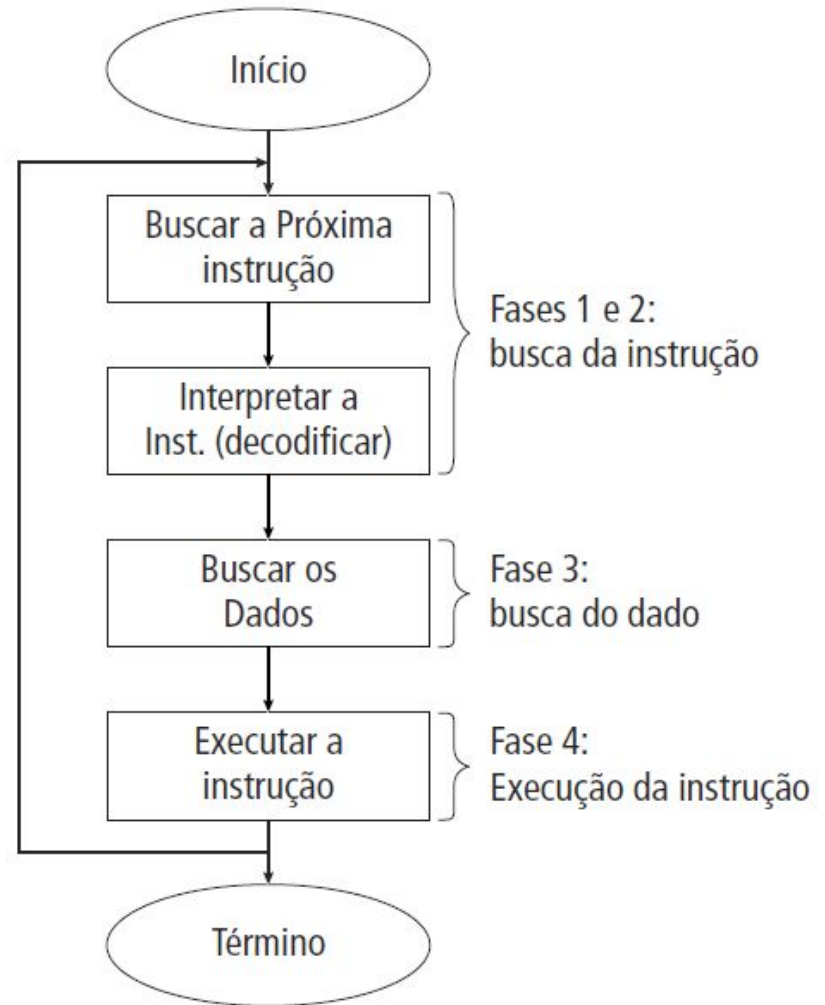 Início
Buscar a Próxima
instrução
Fases 1 e 2:
busca da instrução
Interpretar a
Inst. (decodificar)
Buscar os
Dados
Fase 3:
busca do dado
Executar a
instrução
Fase 4:
Execução da instrução
Término